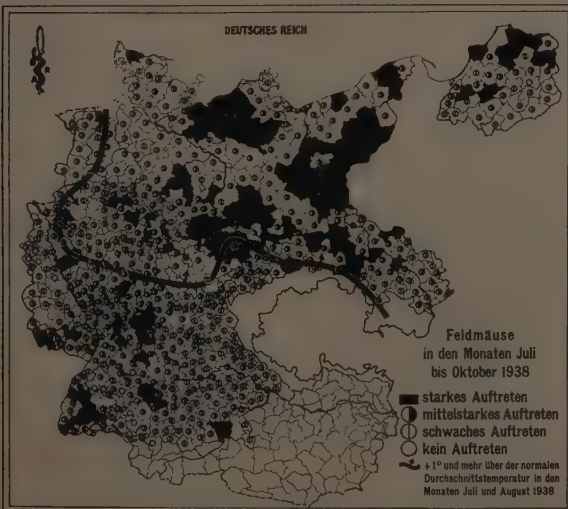 DEUTSCHES REICH
Feldmäuse
in den Monaten Juli
bis Oktober 1938
starkes Auftreten
mittelstarkes Auftreten
schwaches Auftreten
kein Auftreten
+1° und mehr über der normalen
Durchschnittstemperatur in den
Monaten Juli und August 1938